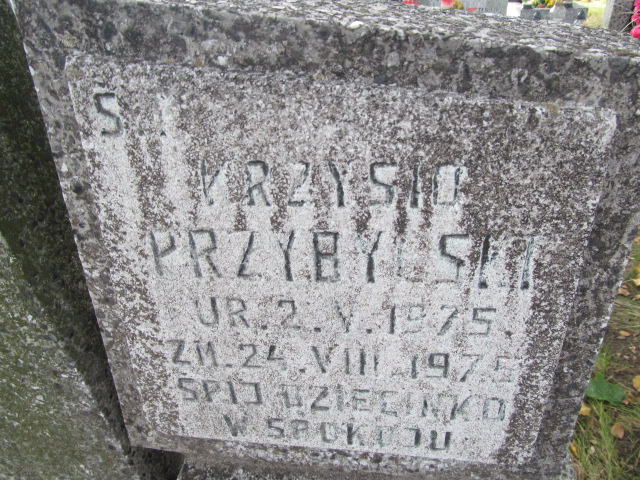 Ś.P.
KRZYSIO
PRZYBYLSKI
UR. 2. V. 1975.
ZM. 24. VIII. 1975
ŚPIJ DZIECINKO
W SPOKOJU